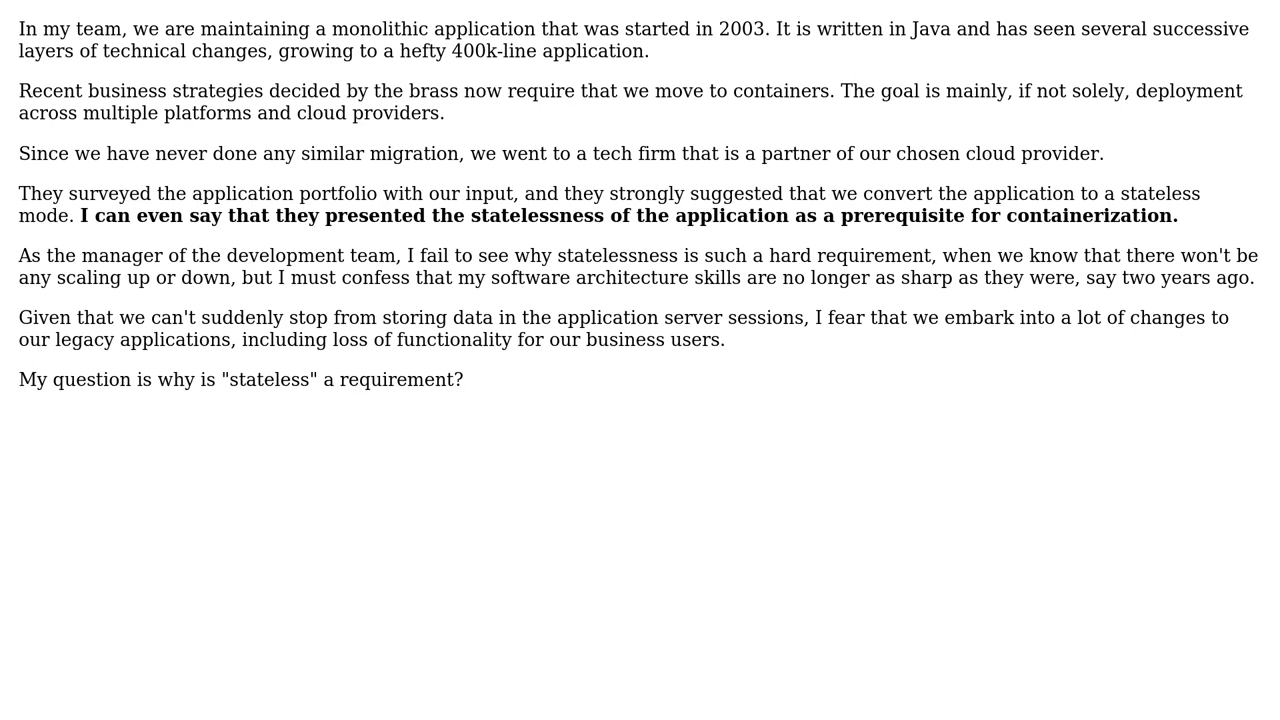 In my team, we are maintaining a monolithic application that was started in 2003. It is written in Java and has seen several successive
layers of technical changes, growing to a hefty 400k-line application.
Recent business strategies decided by the brass now require that we move to containers. The goal is mainly, if not solely, deployment
across multiple platforms and cloud providers.
Since we have never done any similar migration, we went to a tech firm that is a partner of our chosen cloud provider.
They surveyed the application portfolio with our input, and they strongly suggested that we convert the application to a stateless
mode. I can even say that they presented the statelessness of the application as a prerequisite for containerization.
As the manager of the development team, I fail to see why statelessness is such a hard requirement, when we know that there won't be
any scaling up or down, but I must confess that my software architecture skills are no longer as sharp as they were, say two years ago.
Given that we can't suddenly stop from storing data in the application server sessions, I fear that we embark into a lot of changes to
our legacy applications, including loss of functionality for our business users.
My question is why is "stateless" a requirement?